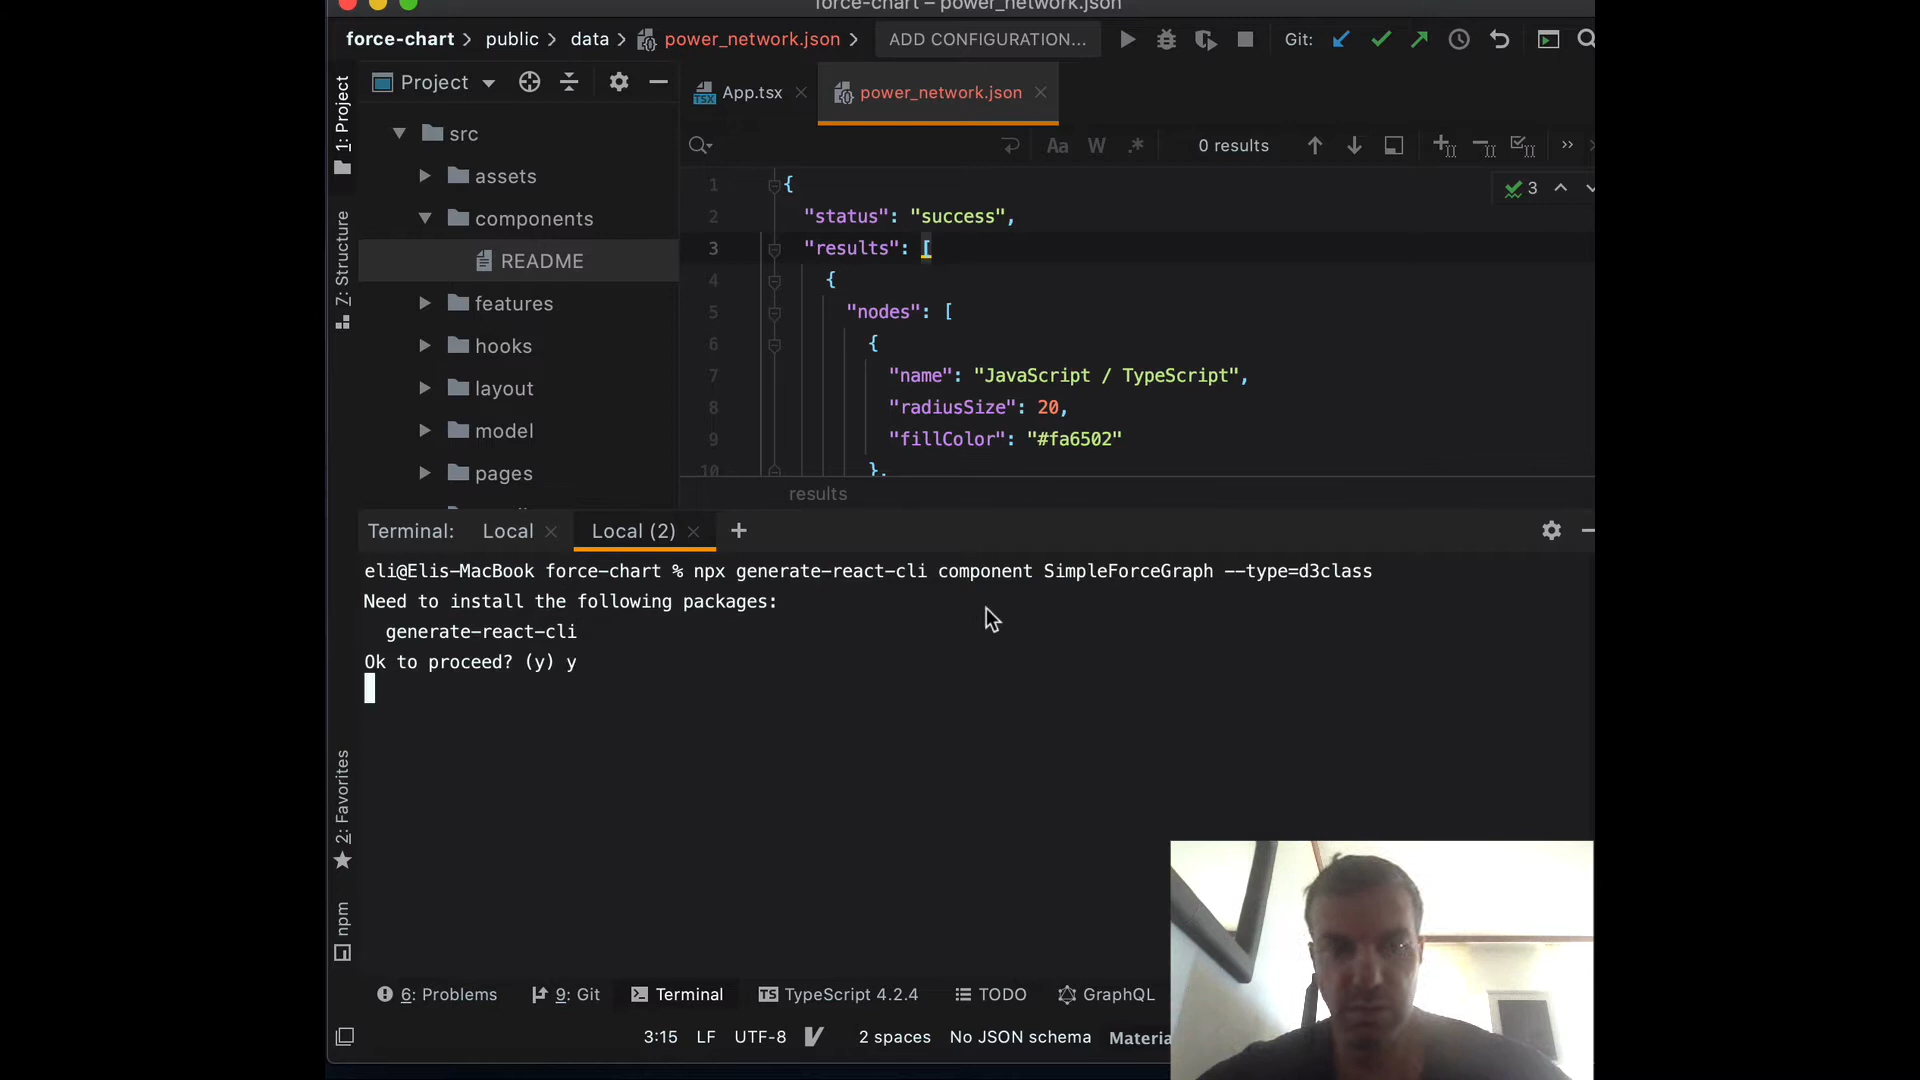 force-chart – power_network.json
force-chart public data power_network.json ADD CONFIGURATION... Git:
Project App.tsx power_network.json
1: Project
7: Structure
2: Favorites
npm
src
assets
components
README
features
hooks
layout
model
pages
Aa W .* 0 results
3
1 {
2 "status": "success",
3 "results": [
4 {
5 "nodes": [
6 {
7 "name": "JavaScript / TypeScript",
8 "radiusSize": 20,
9 "fillColor": "#fa6502"
10 },
results
Terminal: Local Local (2) +
eli@Elis-MacBook force-chart % npx generate-react-cli component SimpleForceGraph --type=d3class
Need to install the following packages:
generate-react-cli
Ok to proceed? (y) y
6: Problems 9: Git Terminal TS TypeScript 4.2.4 TODO GraphQL
3:15 LF UTF-8 2 spaces No JSON schema